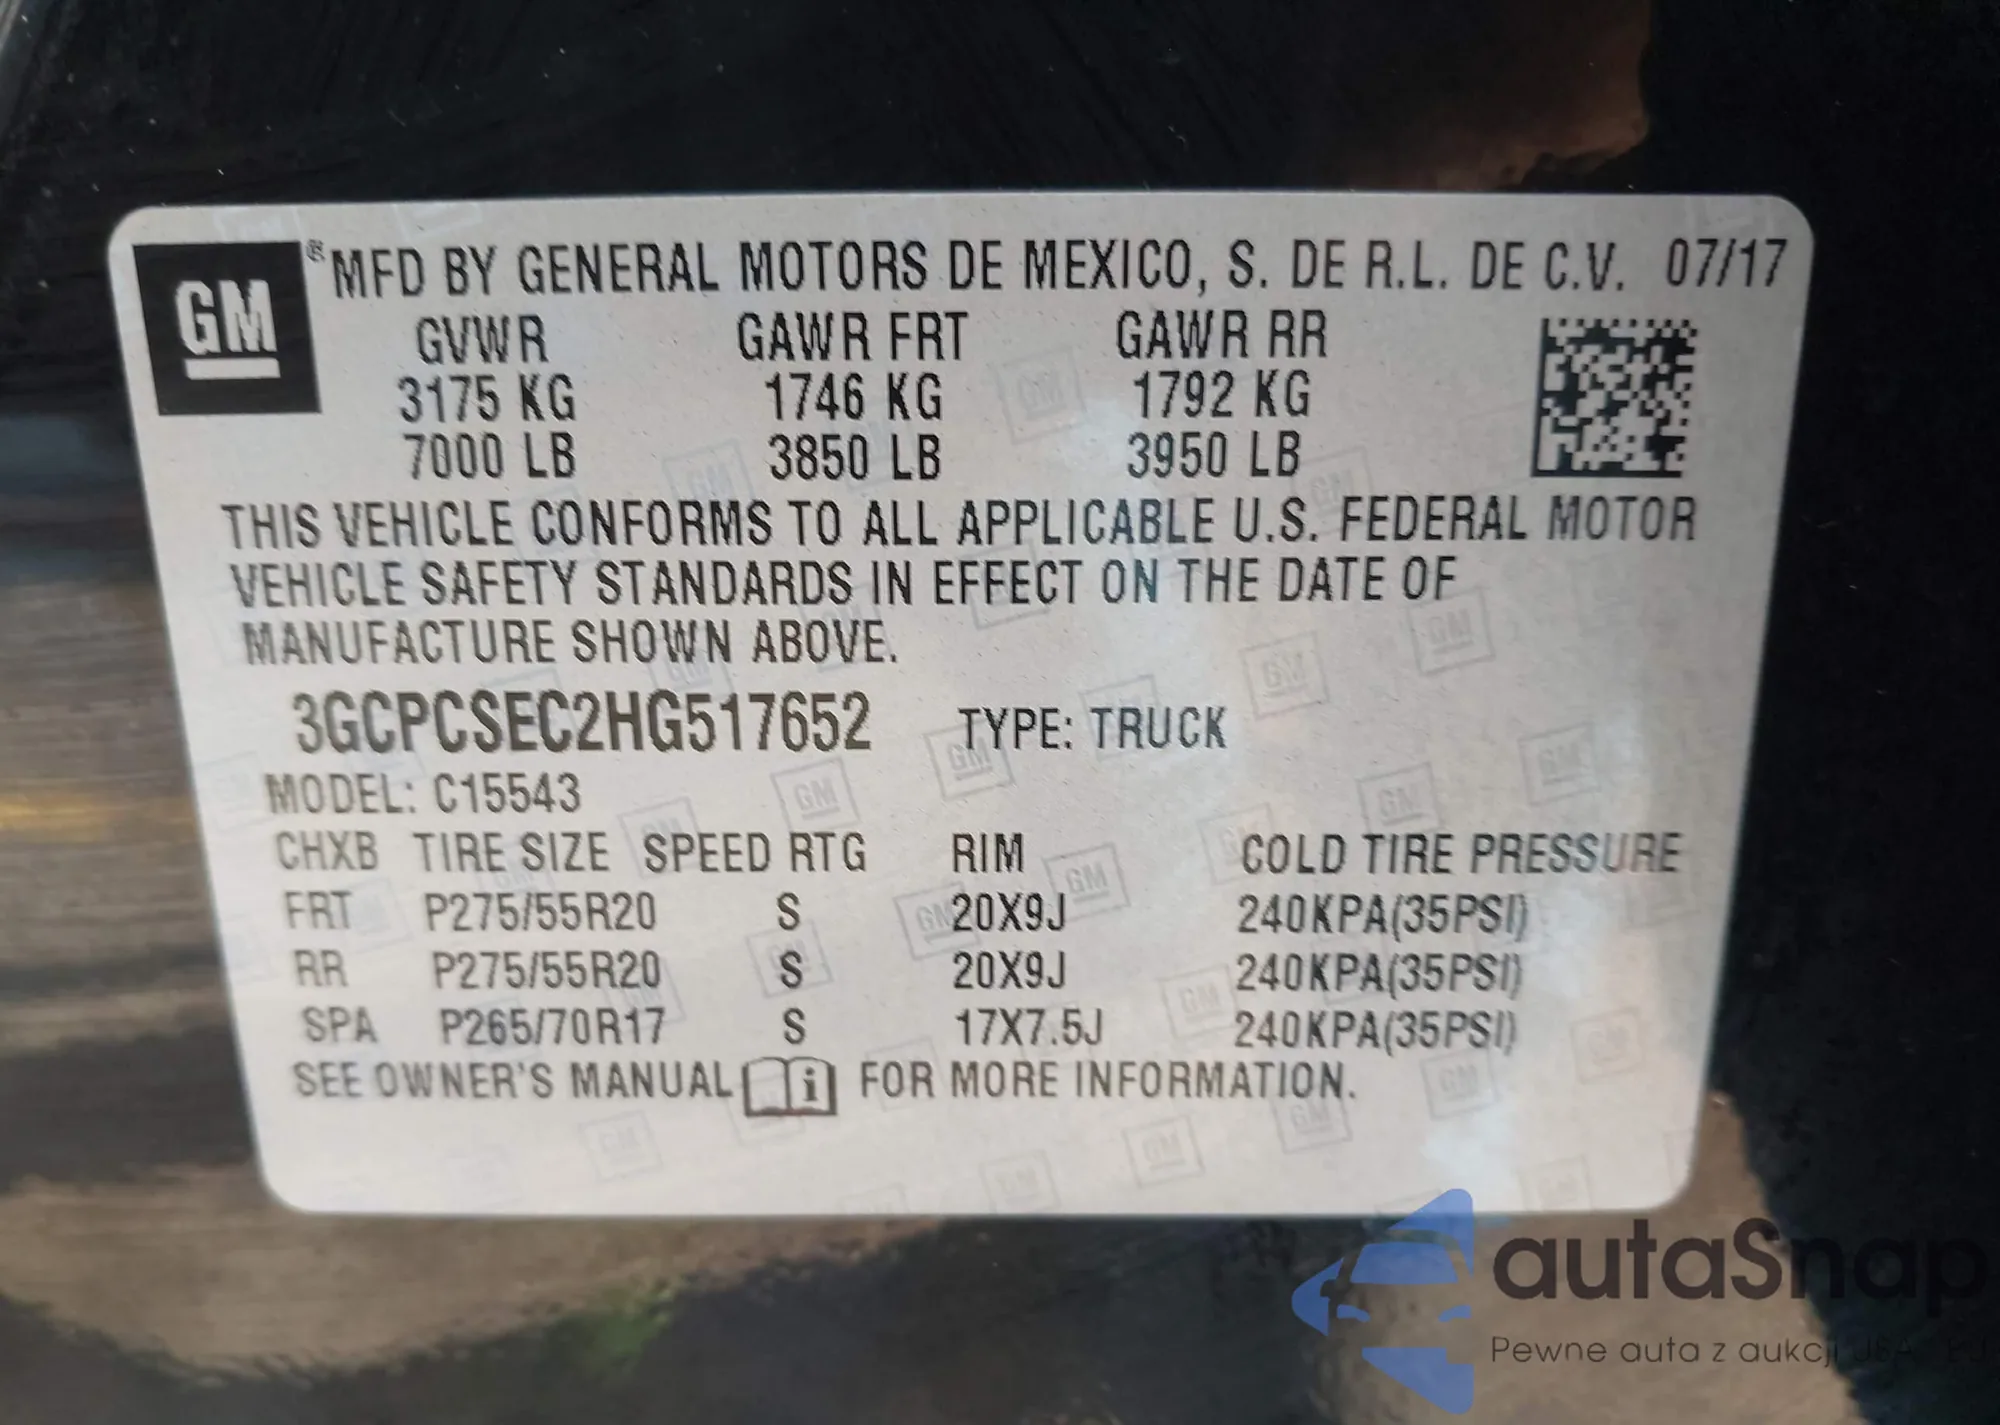 GM ® MFD BY GENERAL MOTORS DE MEXICO, S. DE R.L. DE C.V. 07/17
GVWR GAWR FRT GAWR RR
3175 KG 1746 KG 1792 KG
7000 LB 3850 LB 3950 LB
THIS VEHICLE CONFORMS TO ALL APPLICABLE U.S. FEDERAL MOTOR
VEHICLE SAFETY STANDARDS IN EFFECT ON THE DATE OF
MANUFACTURE SHOWN ABOVE.
3GCPCSEC2HG517652 TYPE: TRUCK
MODEL: C15543
CHXB TIRE SIZE SPEED RTG RIM COLD TIRE PRESSURE
FRT P275/55R20 S 20X9J 240KPA(35PSI)
RR P275/55R20 S 20X9J 240KPA(35PSI)
SPA P265/70R17 S 17X7.5J 240KPA(35PSI)
SEE OWNER'S MANUAL i FOR MORE INFORMATION.
autaSnap
Pewne auta z aukcji USA